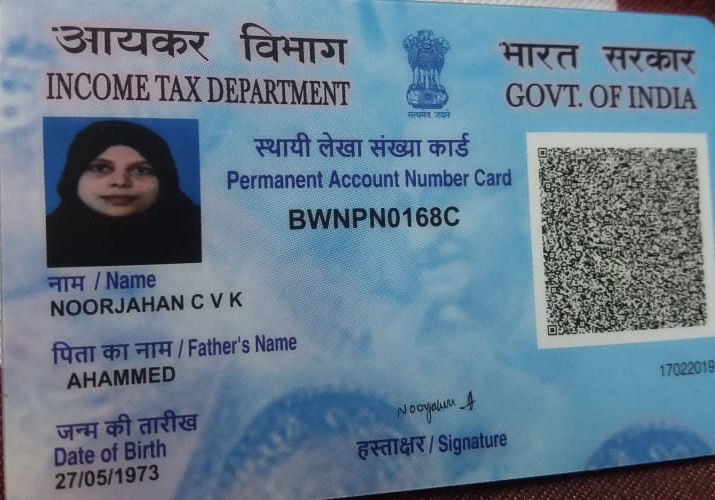 आयकर विभाग
INCOME TAX DEPARTMENT
भारत सरकार
GOVT. OF INDIA
सत्यमेव जयते
स्थायी लेखा संख्या कार्ड
Permanent Account Number Card
BWNPN0168C
नाम / Name
NOORJAHAN C V K
पिता का नाम / Father's Name
AHAMMED
जन्म की तारीख
Date of Birth
27/05/1973
Noorjahan
हस्ताक्षर / Signature
17022019